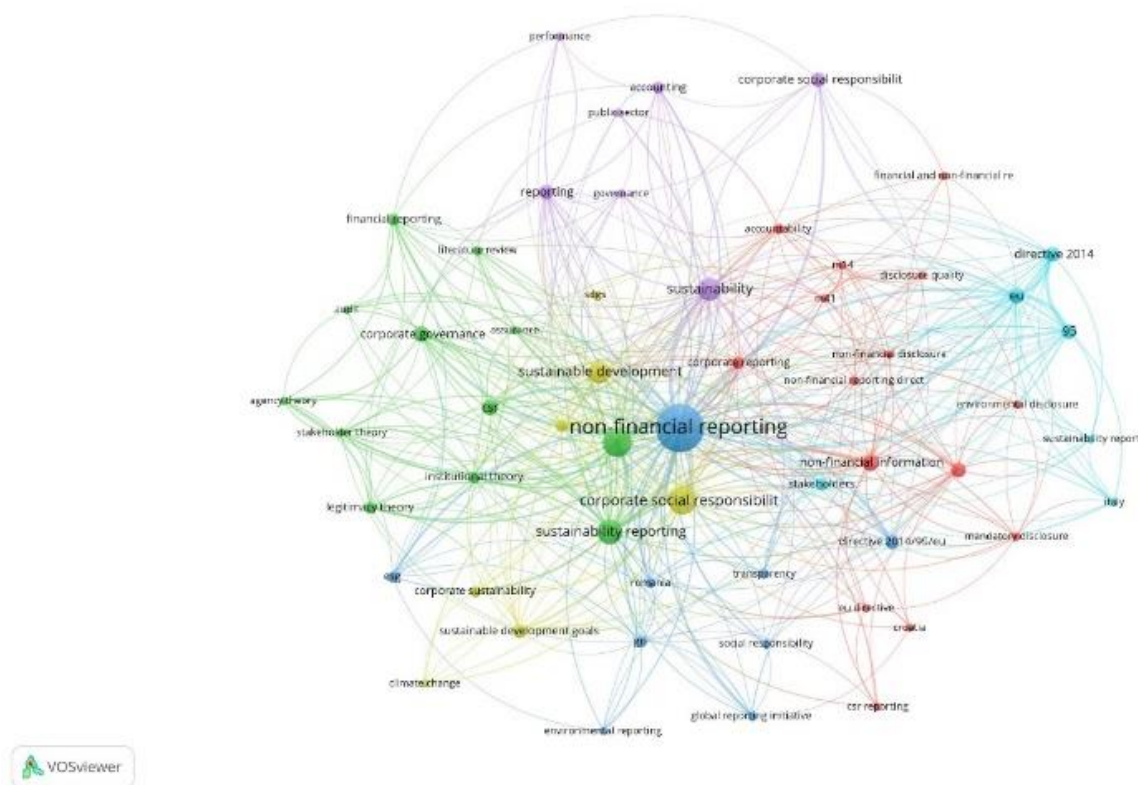 performance
corporate social responsibilit
accounting
public sector
financial and non-financial re
reporting
governance
financial reporting
accountability
literature review
directive 2014
m14
disclosure quality
sustainability
sdgs
eu
m41
audit
assurance
corporate governance
95
non-financial disclosure
corporate reporting
sustainable development
non-financial reporting direct
agency theory
csr
environmental disclosure
non-financial reporting
stakeholder theory
sustainability report
non-financial information
institutional theory
stakeholders
corporate social responsibilit
italy
legitimacy theory
sustainability reporting
mandatory disclosure
directive 2014/95/eu
esg
romania
transparency
corporate sustainability
eu directive
croatia
sustainable development goals
gri
social responsibility
climate change
csr reporting
global reporting initiative
environmental reporting
VOSviewer